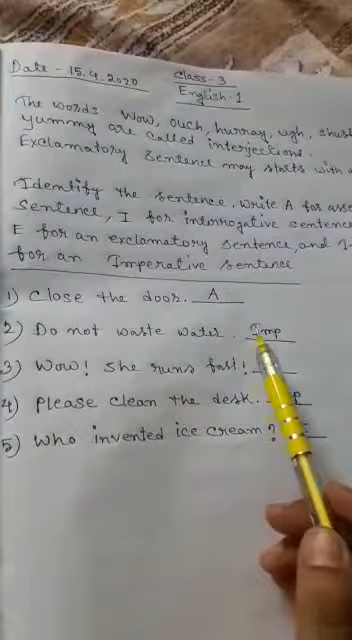 Date - 15.4.2020 Class-3
English-1
The words Wow, ouch, hurray, ugh,
yummy are called interjections.
Exclamatory Sentence may starts with
Identify the sentence. Write A for
Sentence, I for interrogative sentence
E for an exclamatory sentence, and
for an Imperative sentence
1) Close the door. A
2) Do not waste water. Imp
3) Wow! She runs fast!
4) Please clean the desk.
5) Who invented ice cream?